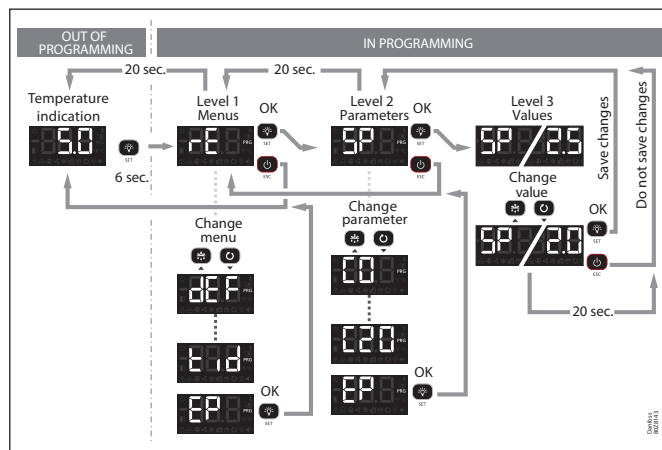 OUT OF
PROGRAMMING
IN PROGRAMMING
20 sec.
20 sec.
Temperature
indication
Level 1
Menus
OK
Level 2
Parameters
OK
Level 3
Values
5.0
SET
6 sec.
rE
PRG
SET
ESC
SP
PRG
SET
ESC
SP
2.5
Save changes
Do not save changes
Change
value
SP
2.0
OK
SET
ESC
20 sec.
Change
menu
dEF
PRG
tid
PRG
EP
PRG
OK
SET
Change
parameter
C0
PRG
C20
PRG
EP
PRG
OK
SET
Danfoss
80Z8143